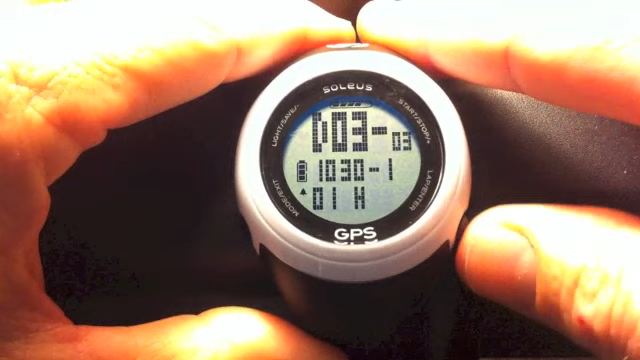 SOLEUS
LIGHT/SAVE/-
START/STOP/+
003-03
1030-1
01 H
MODE/EXIT
LAP/ENTER
GPS